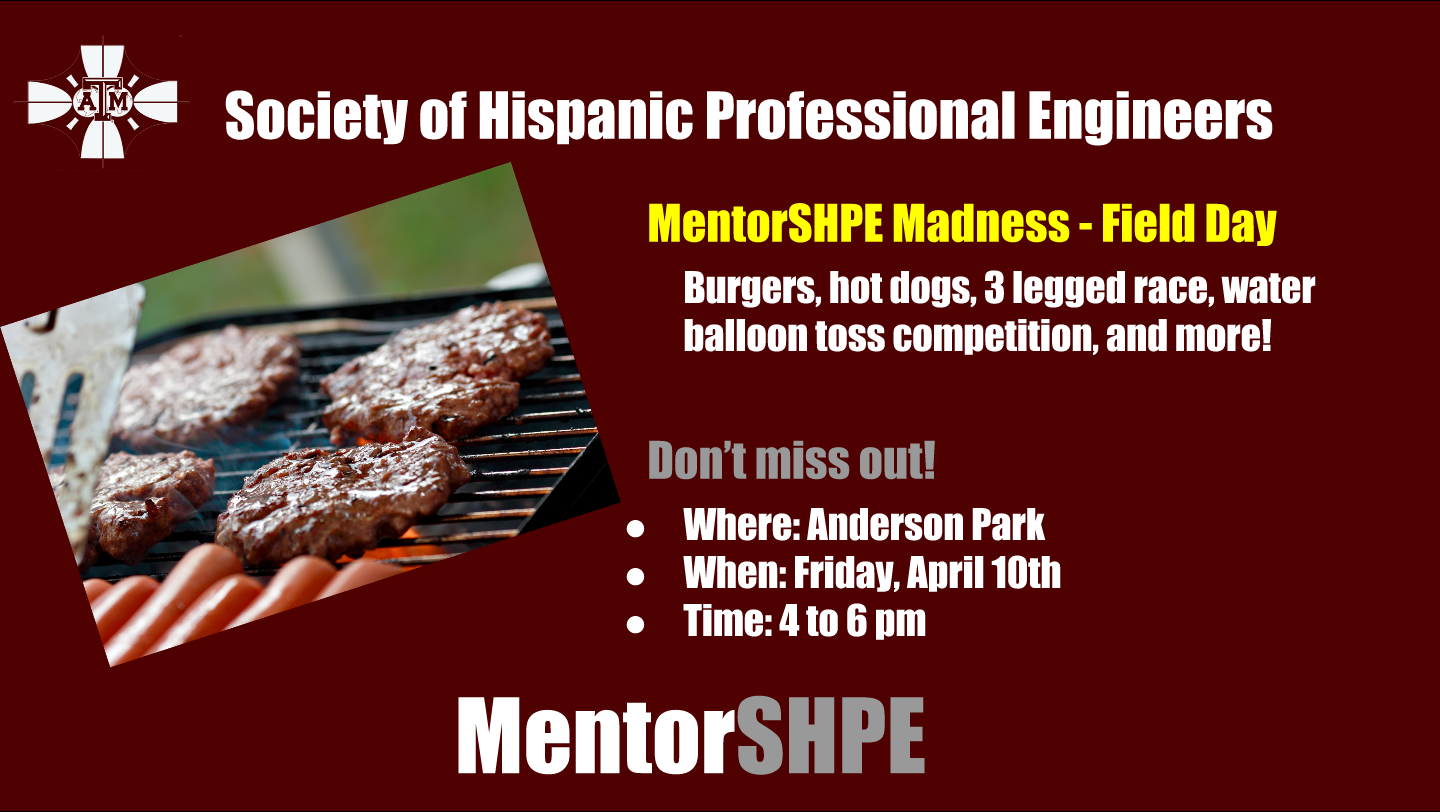 ATM
Society of Hispanic Professional Engineers
MentorSHPE Madness - Field Day
Burgers, hot dogs, 3 legged race, water
balloon toss competition, and more!
Don’t miss out!
● Where: Anderson Park
● When: Friday, April 10th
● Time: 4 to 6 pm
MentorSHPE